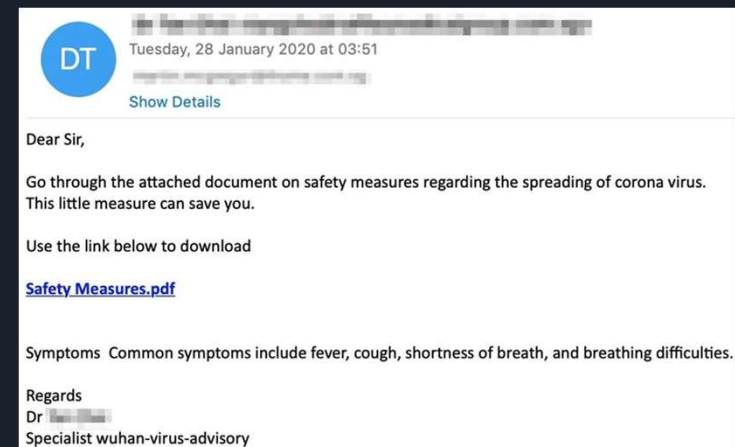 DT
Tuesday, 28 January 2020 at 03:51
Show Details
Dear Sir,
Go through the attached document on safety measures regarding the spreading of corona virus.
This little measure can save you.
Use the link below to download
Safety Measures.pdf
Symptoms  Common symptoms include fever, cough, shortness of breath, and breathing difficulties.
Regards
Dr
Specialist wuhan-virus-advisory